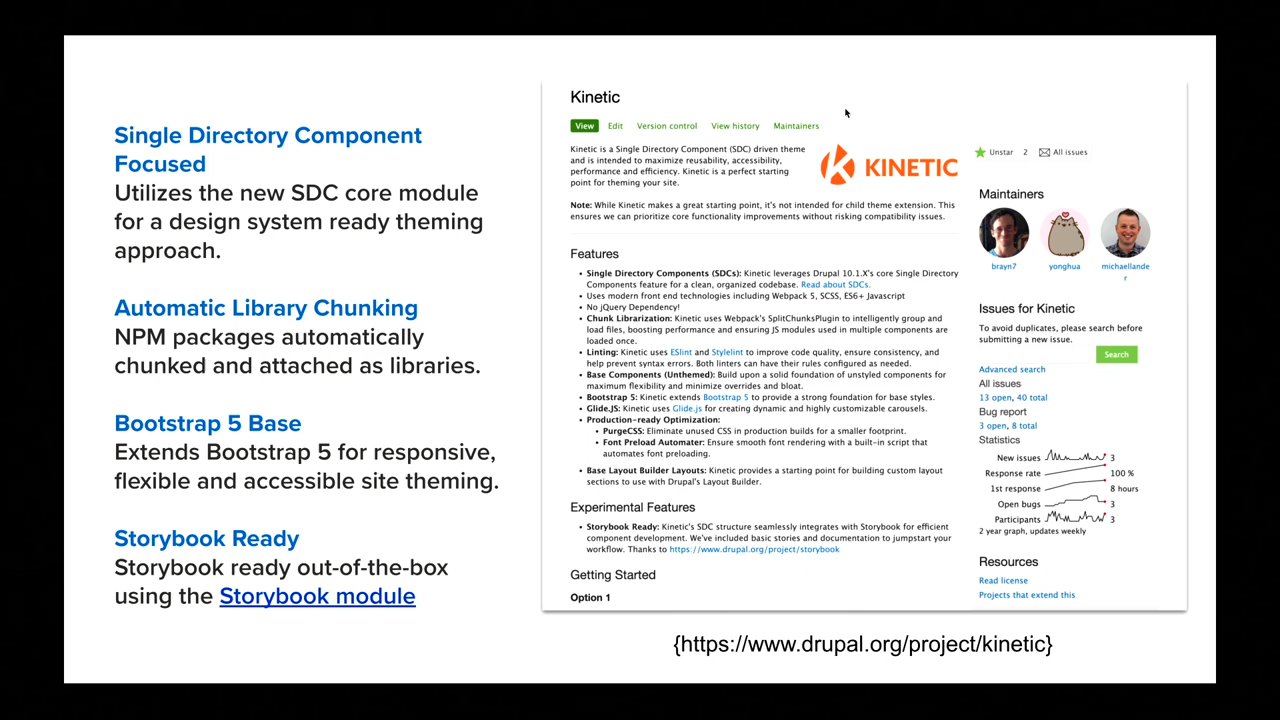 Single Directory Component
Focused
Utilizes the new SDC core module
for a design system ready theming
approach.
Automatic Library Chunking
NPM packages automatically
chunked and attached as libraries.
Bootstrap 5 Base
Extends Bootstrap 5 for responsive,
flexible and accessible site theming.
Storybook Ready
Storybook ready out-of-the-box
using the Storybook module
Kinetic
View Edit Version control View history Maintainers
Kinetic is a Single Directory Component (SDC) driven theme
and is intended to maximize reusability, accessibility,
performance and efficiency. Kinetic is a perfect starting
point for theming your site.
KINETIC
Note: While Kinetic makes a great starting point, it's not intended for child theme extension. This
ensures we can prioritize core functionality improvements without risking compatibility issues.
Features
• Single Directory Components (SDCs): Kinetic leverages Drupal 10.1.X's core Single Directory
Components feature for a clean, organized codebase. Read about SDCs.
• Uses modern front end technologies including Webpack 5, SCSS, ES6+ Javascript
• No jQuery Dependency!
• Chunk Librarization: Kinetic uses Webpack's SplitChunksPlugin to intelligently group and
load files, boosting performance and ensuring JS modules used in multiple components are
loaded once.
• Linting: Kinetic uses ESlint and Stylelint to improve code quality, ensure consistency, and
help prevent syntax errors. Both linters can have their rules configured as needed.
• Base Components (Unthemed): Build upon a solid foundation of unstyled components for
maximum flexibility and minimize overrides and bloat.
• Bootstrap 5: Kinetic extends Bootstrap 5 to provide a strong foundation for base styles.
• Glide.JS: Kinetic uses Glide.js for creating dynamic and highly customizable carousels.
• Production-ready Optimization:
• PurgeCSS: Eliminate unused CSS in production builds for a smaller footprint.
• Font Preload Automater: Ensure smooth font rendering with a built-in script that
automates font preloading.
• Base Layout Builder Layouts: Kinetic provides a starting point for building custom layout
sections to use with Drupal's Layout Builder.
Experimental Features
• Storybook Ready: Kinetic's SDC structure seamlessly integrates with Storybook for efficient
component development. We've included basic stories and documentation to jumpstart your
workflow. Thanks to https://www.drupal.org/project/storybook
Getting Started
Option 1
Unstar 2 All issues
Maintainers
brayn7 yonghua michaellande
r
Issues for Kinetic
To avoid duplicates, please search before
submitting a new issue.
Search
Advanced search
All issues
13 open, 40 total
Bug report
3 open, 8 total
Statistics
New issues 3
Response rate 100 %
1st response 8 hours
Open bugs 3
Participants 3
2 year graph, updates weekly
Resources
Read license
Projects that extend this
{https://www.drupal.org/project/kinetic}